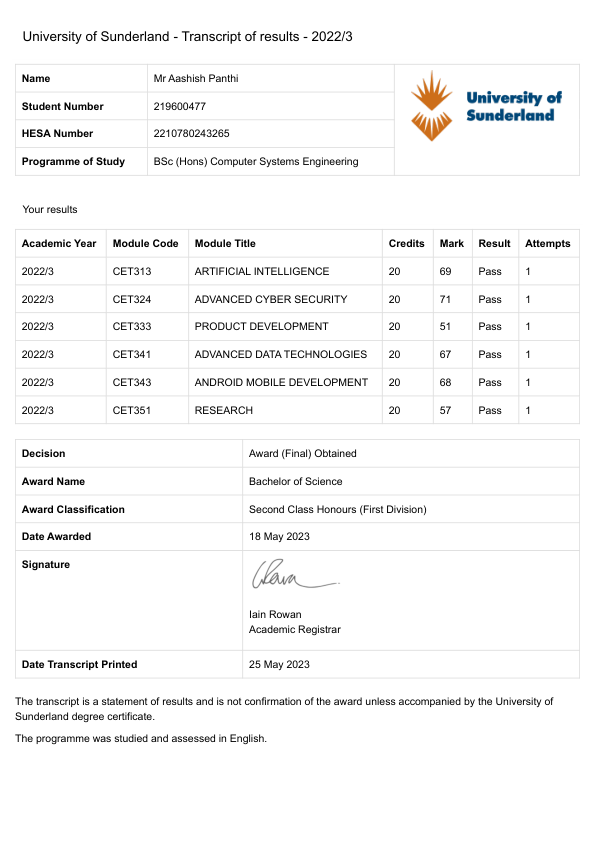 University of Sunderland - Transcript of results - 2022/3
Name Mr Aashish Panthi
Student Number 219600477
HESA Number 2210780243265
Programme of Study BSc (Hons) Computer Systems Engineering
University of
Sunderland
Your results
Academic Year Module Code Module Title Credits Mark Result Attempts
2022/3 CET313 ARTIFICIAL INTELLIGENCE 20 69 Pass 1
2022/3 CET324 ADVANCED CYBER SECURITY 20 71 Pass 1
2022/3 CET333 PRODUCT DEVELOPMENT 20 51 Pass 1
2022/3 CET341 ADVANCED DATA TECHNOLOGIES 20 67 Pass 1
2022/3 CET343 ANDROID MOBILE DEVELOPMENT 20 68 Pass 1
2022/3 CET351 RESEARCH 20 57 Pass 1
Decision Award (Final) Obtained
Award Name Bachelor of Science
Award Classification Second Class Honours (First Division)
Date Awarded 18 May 2023
Signature
Iain Rowan
Academic Registrar
Date Transcript Printed 25 May 2023
The transcript is a statement of results and is not confirmation of the award unless accompanied by the University of
Sunderland degree certificate.
The programme was studied and assessed in English.